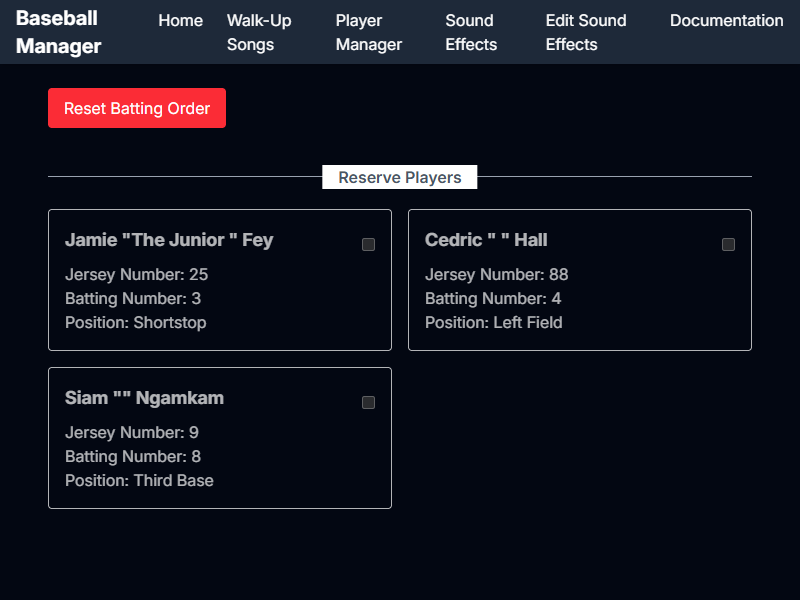 Baseball Manager
Home
Walk-Up Songs
Player Manager
Sound Effects
Edit Sound Effects
Documentation
Reset Batting Order
Reserve Players
Jamie "The Junior " Fey
Jersey Number: 25
Batting Number: 3
Position: Shortstop
Cedric " " Hall
Jersey Number: 88
Batting Number: 4
Position: Left Field
Siam "" Ngamkam
Jersey Number: 9
Batting Number: 8
Position: Third Base